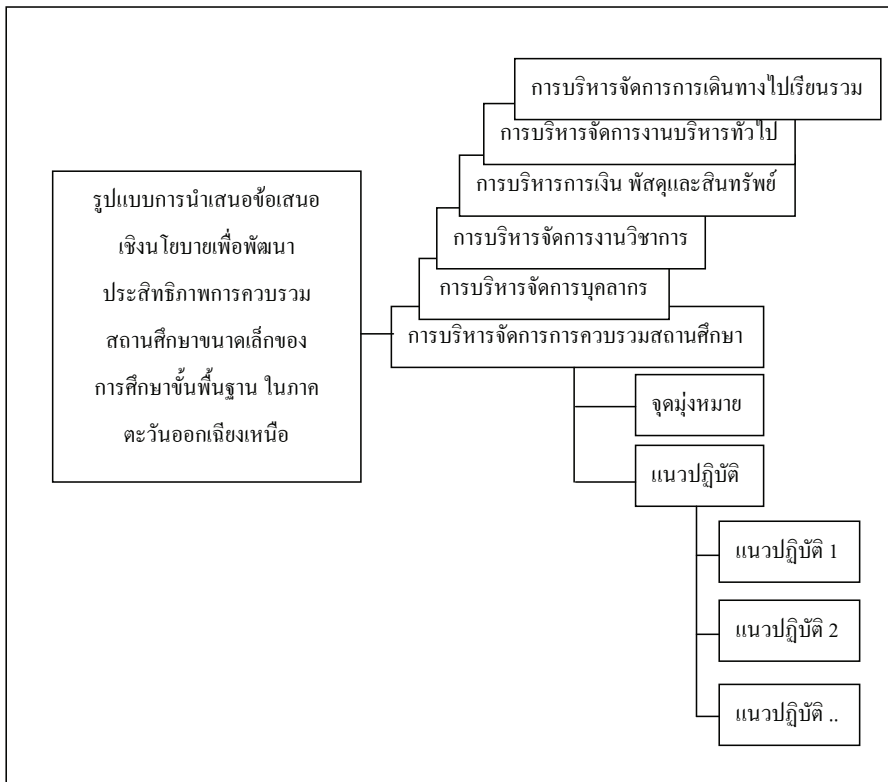 รูปแบบการนำเสนอข้อเสนอ
เชิงนโยบายเพื่อพัฒนา
ประสิทธิภาพการควบรวม
สถานศึกษาขนาดเล็กของ
การศึกษาขั้นพื้นฐาน ในภาค
ตะวันออกเฉียงเหนือ
การบริหารจัดการการเดินทางไปเรียนรวม
การบริหารจัดการงานบริหารทั่วไป
การบริหารการเงิน พัสดุและสินทรัพย์
การบริหารจัดการงานวิชาการ
การบริหารจัดการบุคลากร
การบริหารจัดการการควบรวมสถานศึกษา
จุดมุ่งหมาย
แนวปฏิบัติ
แนวปฏิบัติ 1
แนวปฏิบัติ 2
แนวปฏิบัติ ..